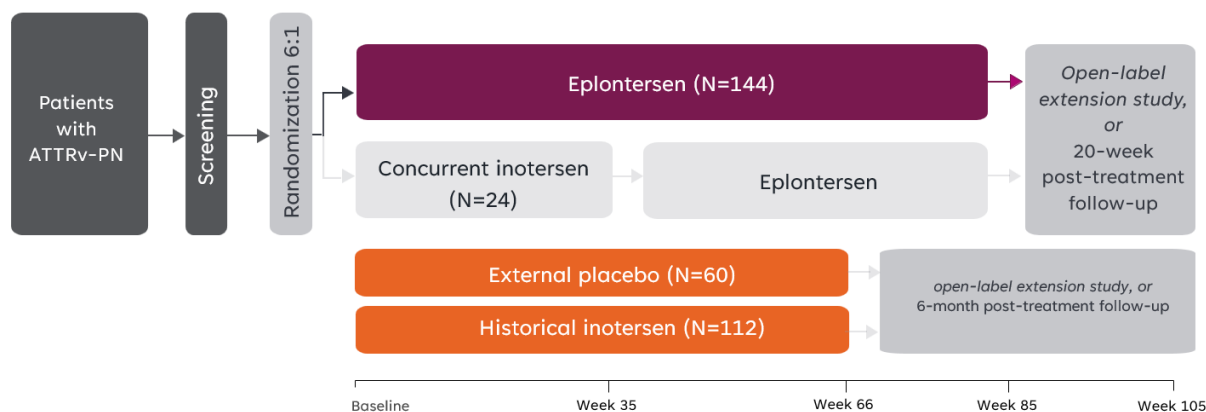 Patients
with
ATTRv-PN
Screening
Randomization 6:1
Eplontersen (N=144)
Concurrent inotersen
(N=24)
Eplontersen
Open-label
extension study,
or
20-week
post-treatment
follow-up
External placebo (N=60)
Historical inotersen (N=112)
open-label extension study, or
6-month post-treatment follow-up
Baseline
Week 35
Week 66
Week 85
Week 105